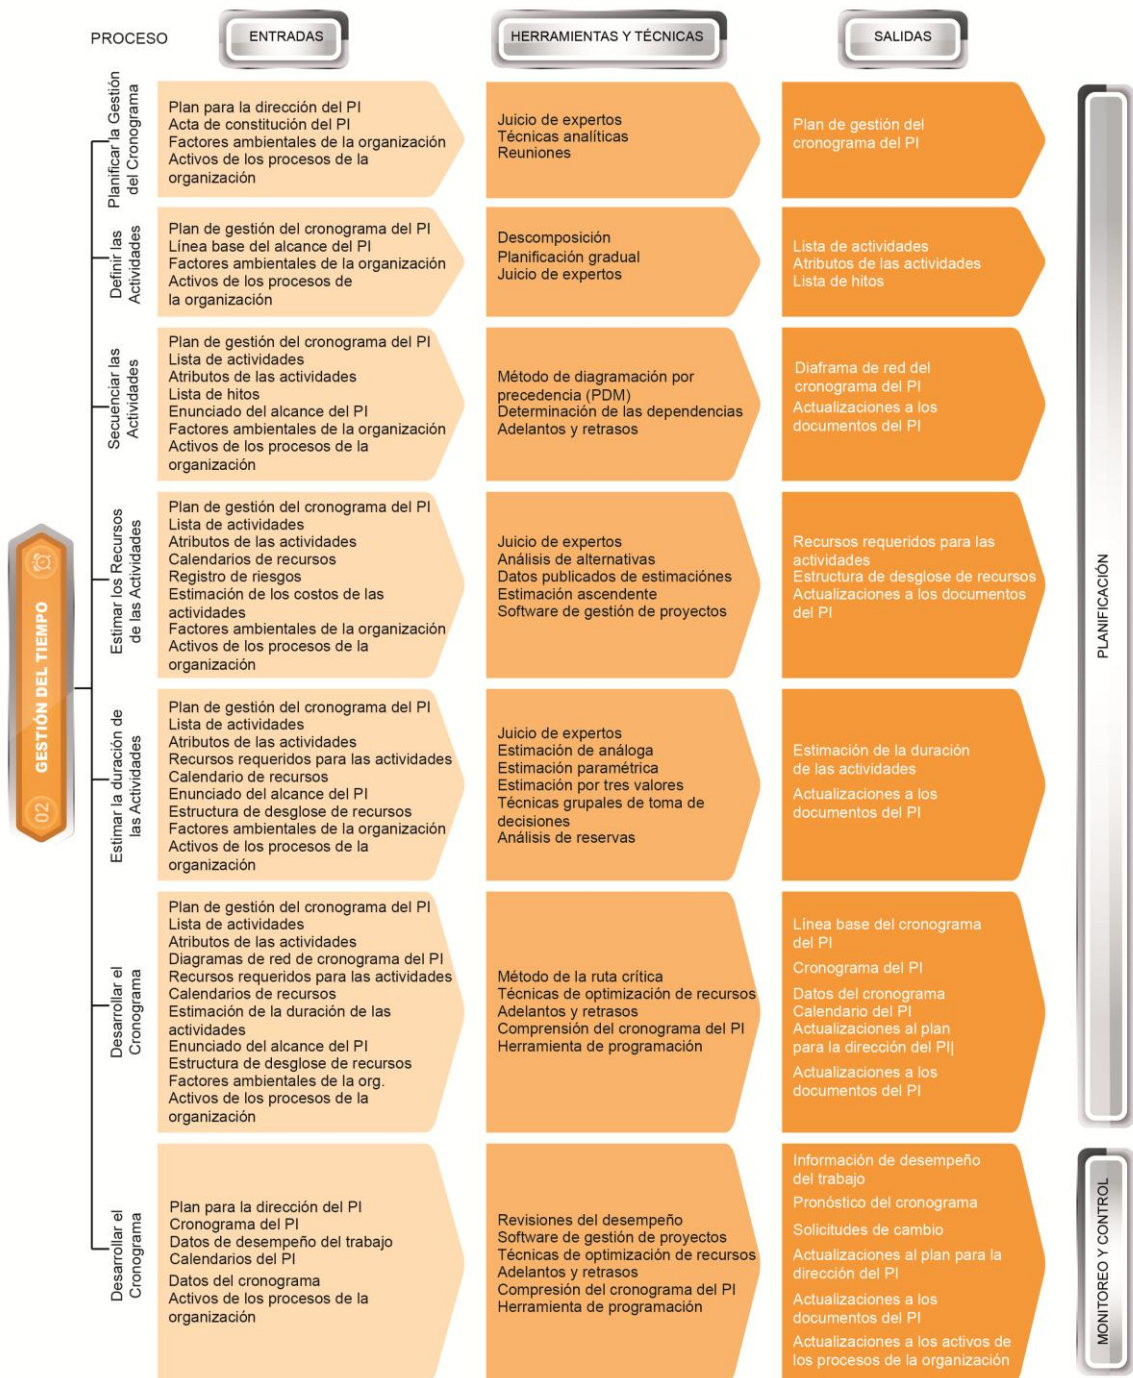 PROCESO
ENTRADAS
HERRAMIENTAS Y TÉCNICAS
SALIDAS
GESTIÓN DEL TIEMPO
02
Planificar la Gestión
del Cronograma
Plan para la dirección del PI
Acta de constitución del PI
Factores ambientales de la organización
Activos de los procesos de la
organización
Juicio de expertos
Técnicas analíticas
Reuniones
Plan de gestión del
cronograma del PI
Definir las
Actividades
Plan de gestión del cronograma del PI
Línea base del alcance del PI
Factores ambientales de la organización
Activos de los procesos de
la organización
Descomposición
Planificación gradual
Juicio de expertos
Lista de actividades
Atributos de las actividades
Lista de hitos
Secuenciar las
Actividades
Plan de gestión del cronograma del PI
Lista de actividades
Atributos de las actividades
Lista de hitos
Enunciado del alcance del PI
Factores ambientales de la organización
Activos de los procesos de la
organización
Método de diagramación por
precedencia (PDM)
Determinación de las dependencias
Adelantos y retrasos
Diaframa de red del
cronograma del PI
Actualizaciones a los
documentos del PI
Estimar los Recursos
de las Actividades
Plan de gestión del cronograma del PI
Lista de actividades
Atributos de las actividades
Calendarios de recursos
Registro de riesgos
Estimación de los costos de las
actividades
Factores ambientales de la organización
Activos de los procesos de la
organización
Juicio de expertos
Análisis de alternativas
Datos publicados de estimaciónes
Estimación ascendente
Software de gestión de proyectos
Recursos requeridos para las
actividades
Estructura de desglose de recursos
Actualizaciones a los documentos
del PI
Estimar la duración de
las Actividades
Plan de gestión del cronograma del PI
Lista de actividades
Atributos de las actividades
Recursos requeridos para las actividades
Calendario de recursos
Enunciado del alcance del PI
Estructura de desglose de recursos
Factores ambientales de la organización
Activos de los procesos de la
organización
Juicio de expertos
Estimación de análoga
Estimación paramétrica
Estimación por tres valores
Técnicas grupales de toma de
decisiones
Análisis de reservas
Estimación de la duración
de las actividades
Actualizaciones a los
documentos del PI
Desarrollar el
Cronograma
Plan de gestión del cronograma del PI
Lista de actividades
Atributos de las actividades
Diagramas de red de cronograma del PI
Recursos requeridos para las actividades
Calendarios de recursos
Estimación de la duración de las
actividades
Enunciado del alcance del PI
Estructura de desglose de recursos
Factores ambientales de la org.
Activos de los procesos de la
organización
Método de la ruta crítica
Técnicas de optimización de recursos
Adelantos y retrasos
Comprensión del cronograma del PI
Herramienta de programación
Línea base del cronograma
del PI
Cronograma del PI
Datos del cronograma
Calendario del PI
Actualizaciones al plan
para la dirección del PI|
Actualizaciones a los
documentos del PI
PLANIFICACIÓN
Desarrollar el
Cronograma
Plan para la dirección del PI
Cronograma del PI
Datos de desempeño del trabajo
Calendarios del PI
Datos del cronograma
Activos de los procesos de la
organización
Revisiones del desempeño
Software de gestión de proyectos
Técnicas de optimización de recursos
Adelantos y retrasos
Compresión del cronograma del PI
Herramienta de programación
Información de desempeño
del trabajo
Pronóstico del cronograma
Solicitudes de cambio
Actualizaciones al plan para la
dirección del PI
Actualizaciones a los
documentos del PI
Actualizaciones a los activos de
los procesos de la organización
MONITOREO Y CONTROL